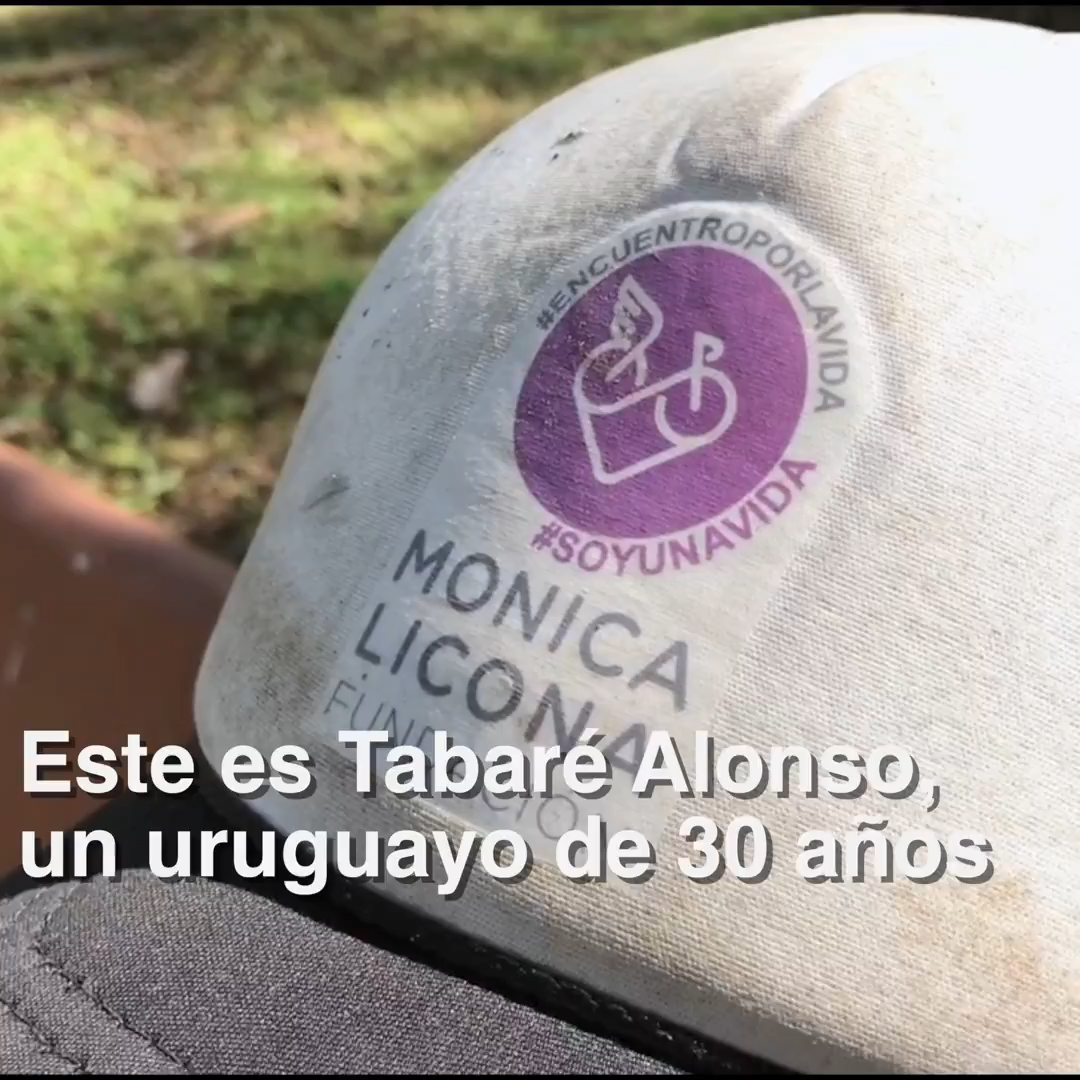 #ENCUENTROPORLAVIDA
#SOYUNAVIDA
MONICA
LICONA
Este es Tabaré Alonso,
un uruguayo de 30 años